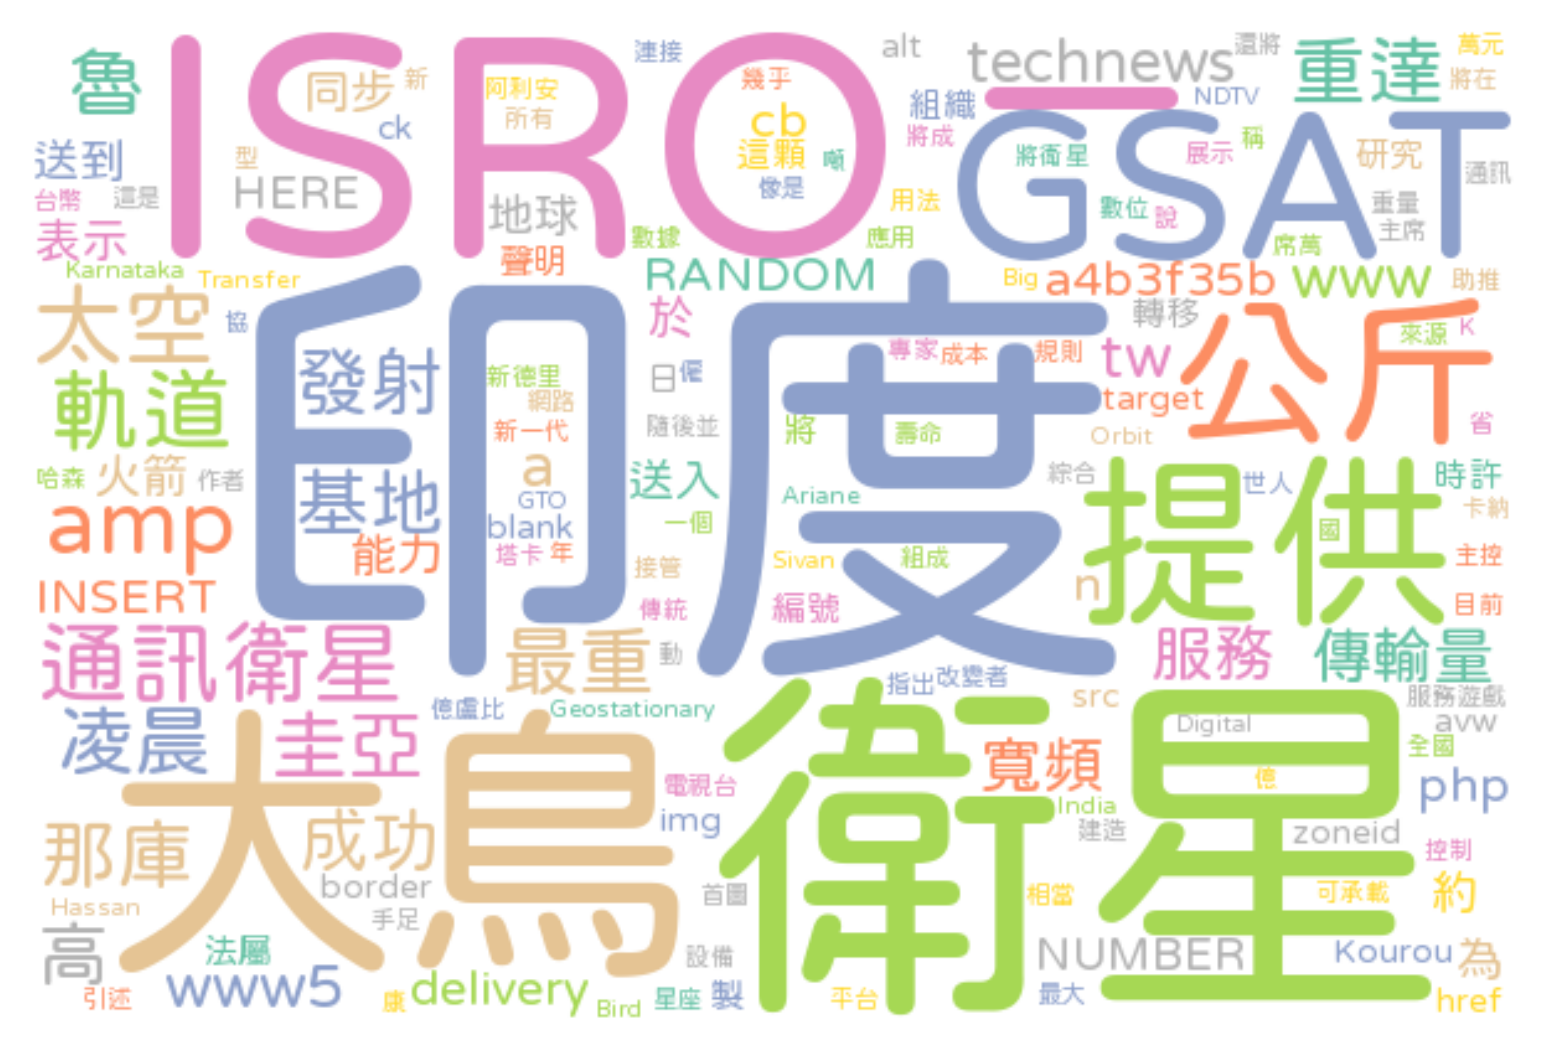 魯
同步
新
ISRO
連接
阿利安
所有
幾乎
cb
這顆
噸
像是
alt
technews
還將
重達
萬元
將在
ck
組織
NDTV
送到
型
HERE
台幣
這是
表示
地球
聲明
數據
將成
用法
應用
GSAT
將衛星
展示
稱
研究
通訊
數位
說
重量
主席
席萬
Karnataka
Transfer
RANDOM
Big
a4b3f35b
www
助推
太空
協
印度
於
轉移
公斤
來源
K
發射
新德里
網路
日
僱
專家
成本
規則
tw
軌道
新一代
隨後並
將
壽命
target
Orbit
省
哈森
火箭
作者
a
送入
Ariane
綜合
提供
世人
時許
基地
GTO
blank
一個
國
卡納
amp
能力
塔卡
年
接管
Sivan
組成
n
主控
INSERT
傳統
編號
目前
通訊衛星
最重
動
服務
傳輸量
指出
改變者
億盧比
Geostationary
src
服務遊戲
avw
凌晨
圭亞
大鳥
衛星
寬頻
Digital
全國
電視台
億
php
那庫
成功
img
India
建造
zoneid
控制
border
首圖
相當
可承載
約
Hassan
手足
高
法屬
設備
NUMBER
Kourou
為
引述
www5
康
delivery
Bird
星座
製
平台
最大
href